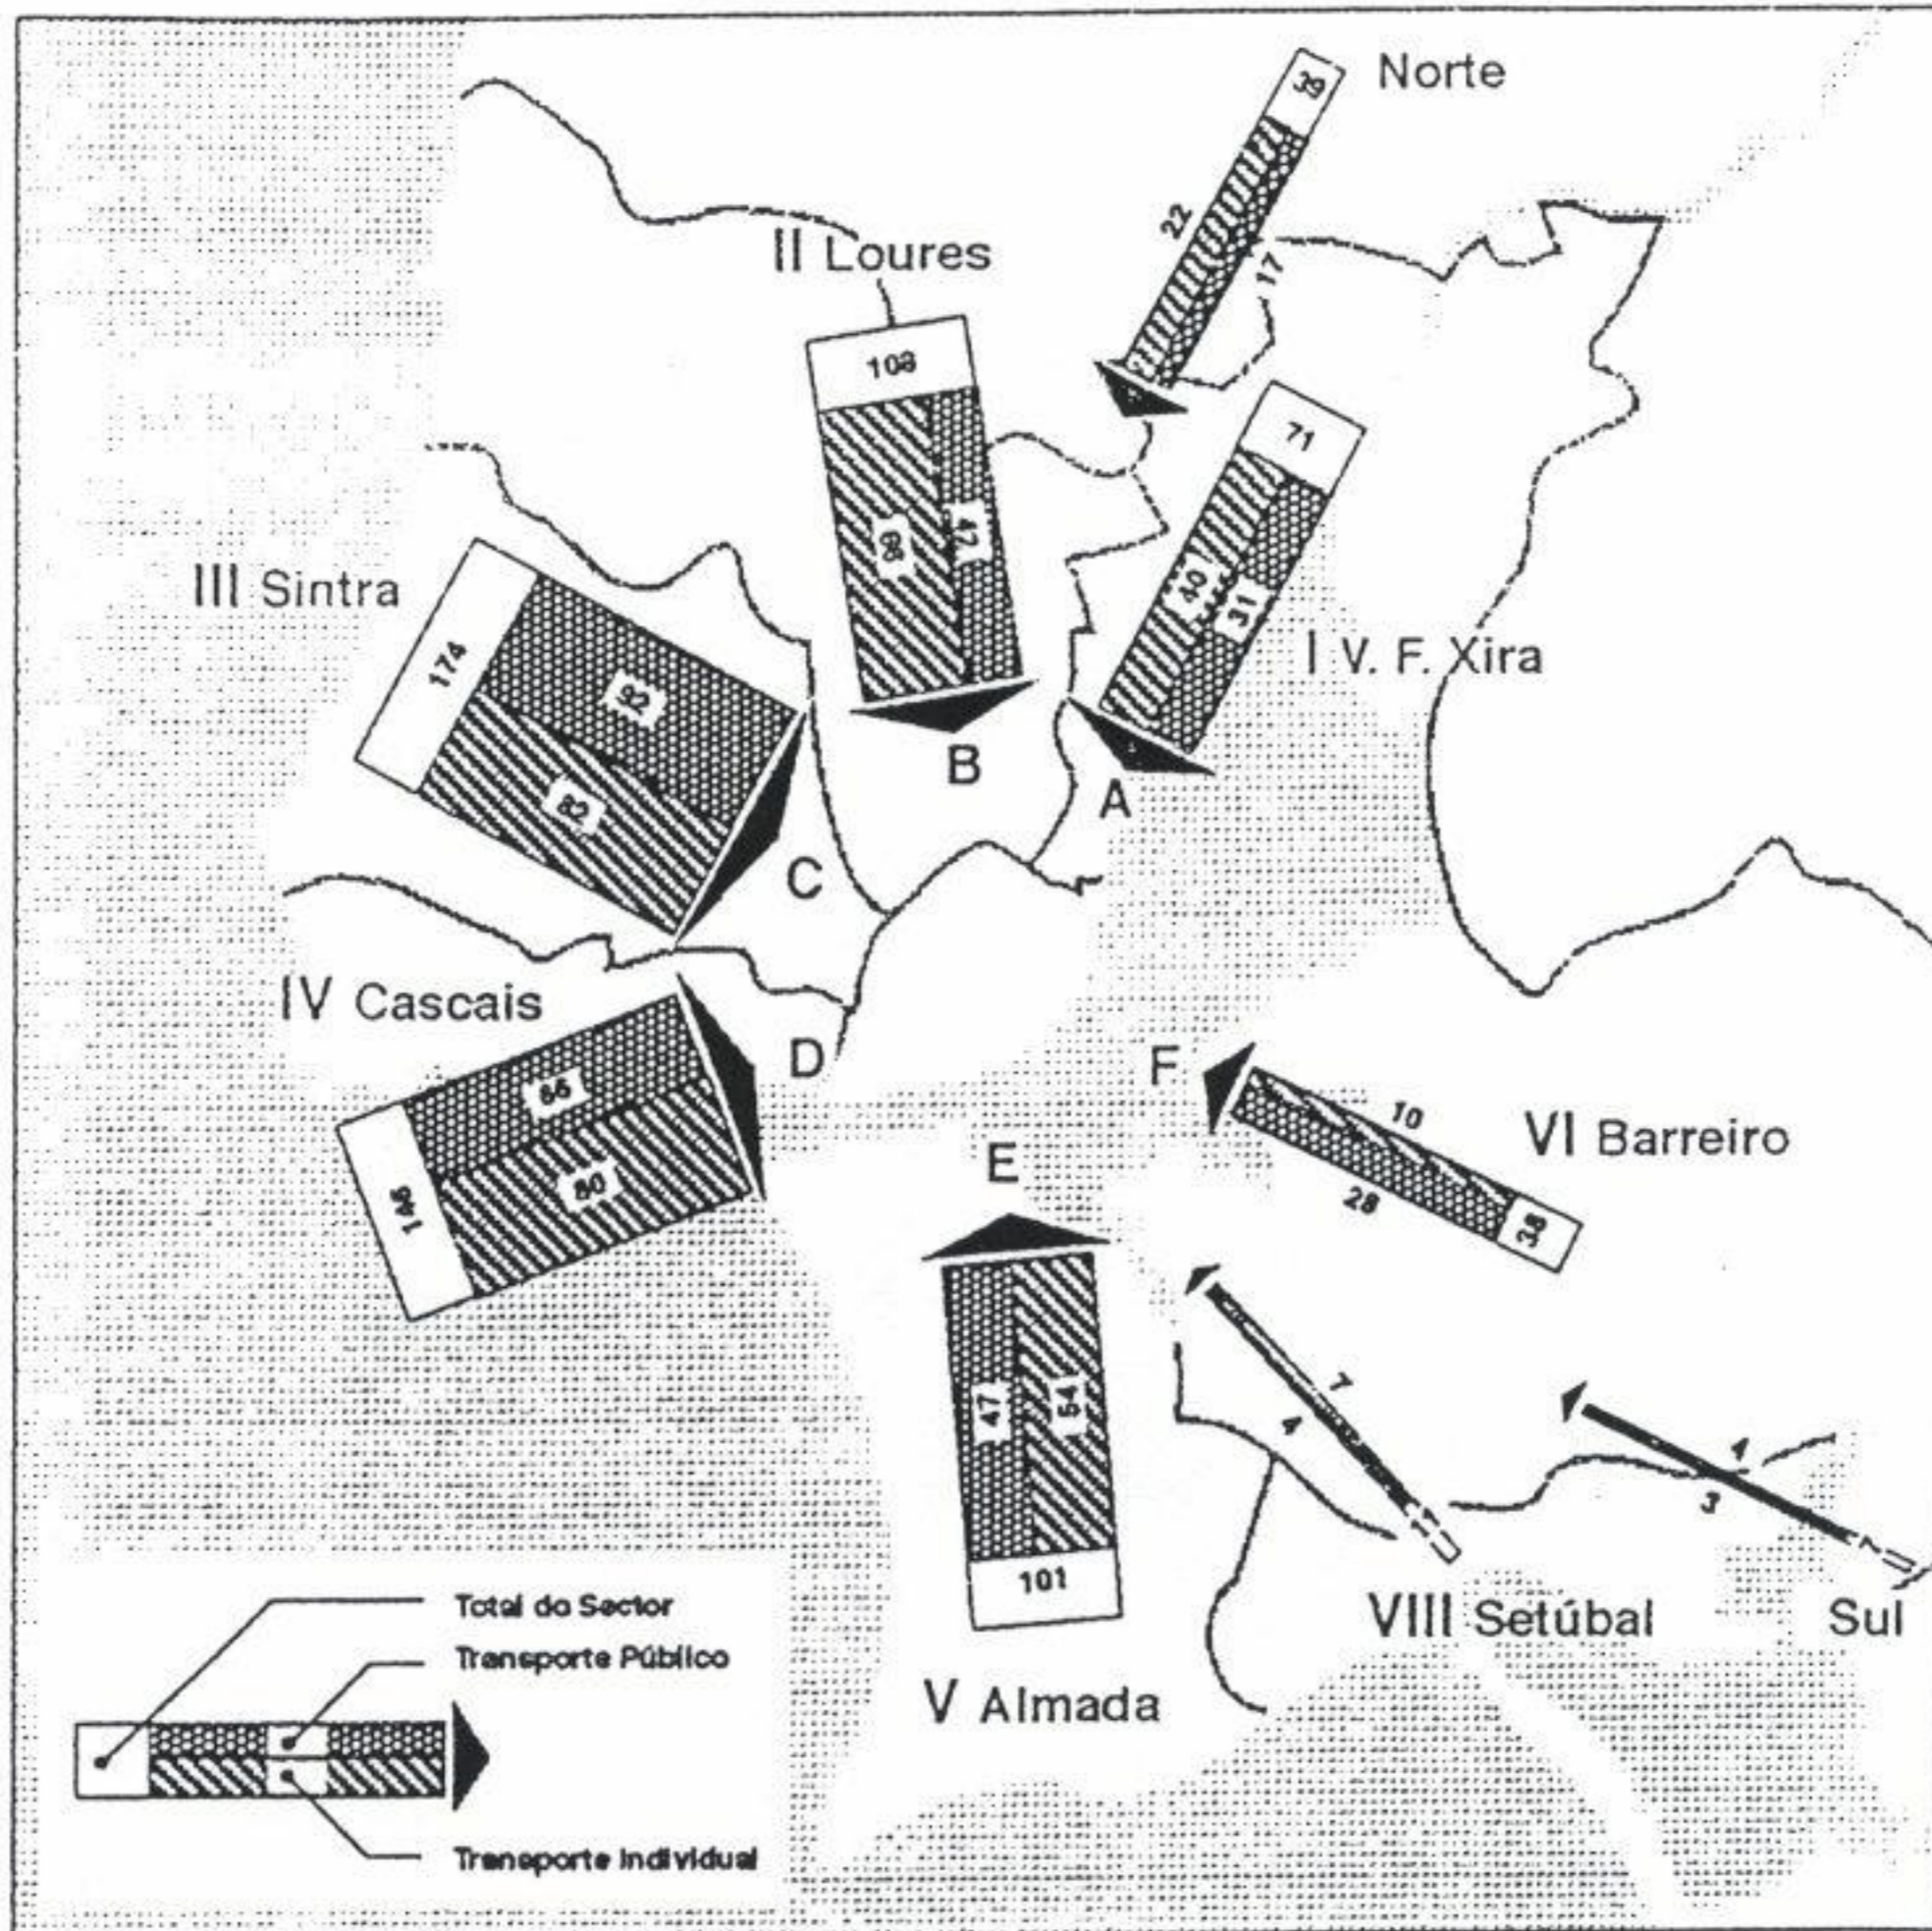 Norte
39
22
17
II Loures
108
66
42
71
40
31
I V. F. Xira
III Sintra
174
92
82
B
A
C
IV Cascais
D
66
80
146
F
10
28
38
VI Barreiro
E
47
54
101
V Almada
7
4
VIII Setúbal
4
3
Sul
Total do Sector
Transporte Público
Transporte Individual